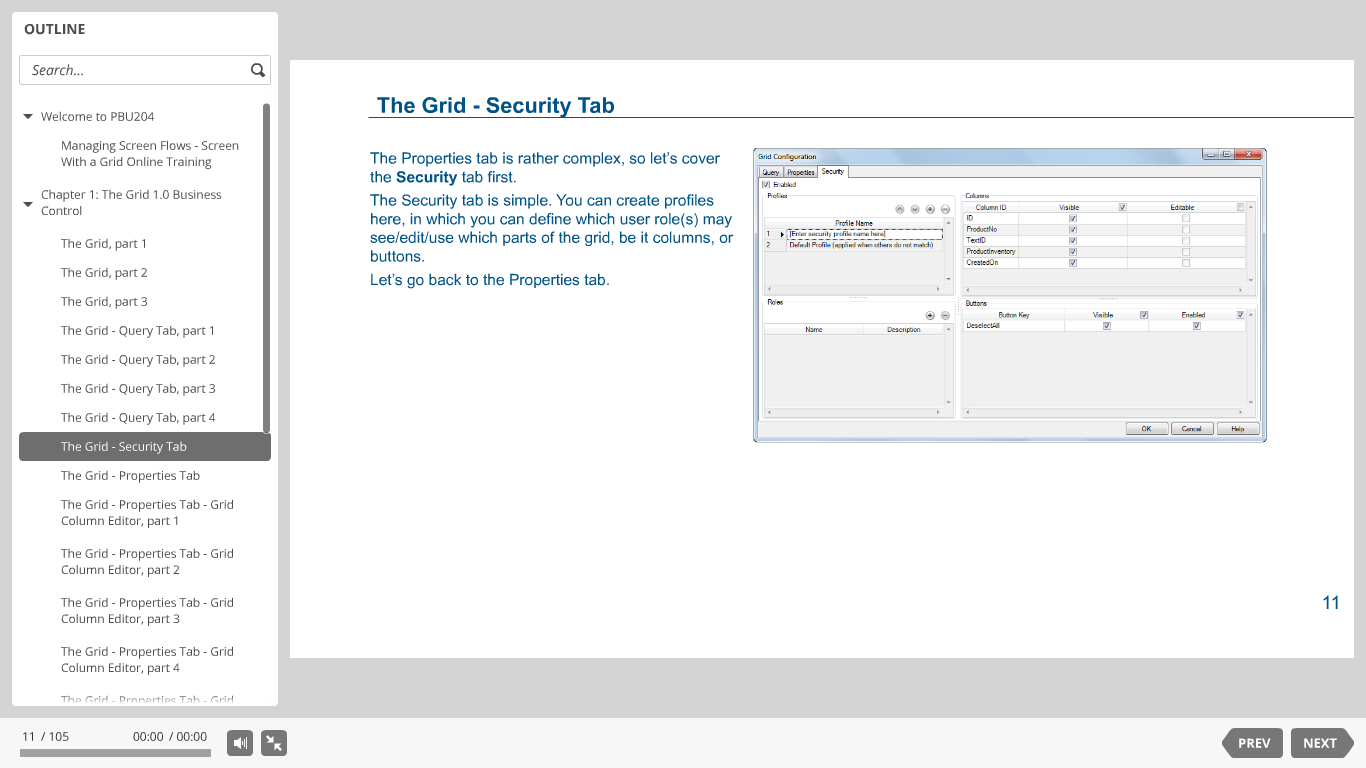 OUTLINE
Search...
Welcome to PBU204
Managing Screen Flows - Screen
With a Grid Online Training
Chapter 1: The Grid 1.0 Business
Control
The Grid, part 1
The Grid, part 2
The Grid, part 3
The Grid - Query Tab, part 1
The Grid - Query Tab, part 2
The Grid - Query Tab, part 3
The Grid - Query Tab, part 4
The Grid - Security Tab
The Grid - Properties Tab
The Grid - Properties Tab - Grid
Column Editor, part 1
The Grid - Properties Tab - Grid
Column Editor, part 2
The Grid - Properties Tab - Grid
Column Editor, part 3
The Grid - Properties Tab - Grid
Column Editor, part 4
The Grid - Properties Tab - Grid
The Grid - Security Tab
The Properties tab is rather complex, so let's cover
the Security tab first.
The Security tab is simple. You can create profiles
here, in which you can define which user role(s) may
see/edit/use which parts of the grid, be it columns, or
buttons.
Let's go back to the Properties tab.
Grid Configuration
Query Properties Security
Enabled
Profiles
Profile Name
1 [Enter security profile name here]
2 Default Profile (applied when others do not match)
Roles
Name Description
Columns
Column ID Visible Editable
ID
ProductNo
TextID
ProductInventory
CreatedOn
Buttons
Button Key Visible Enabled
DeselectAll
OK Cancel Help
11
11 / 105 00:00 / 00:00
PREV NEXT